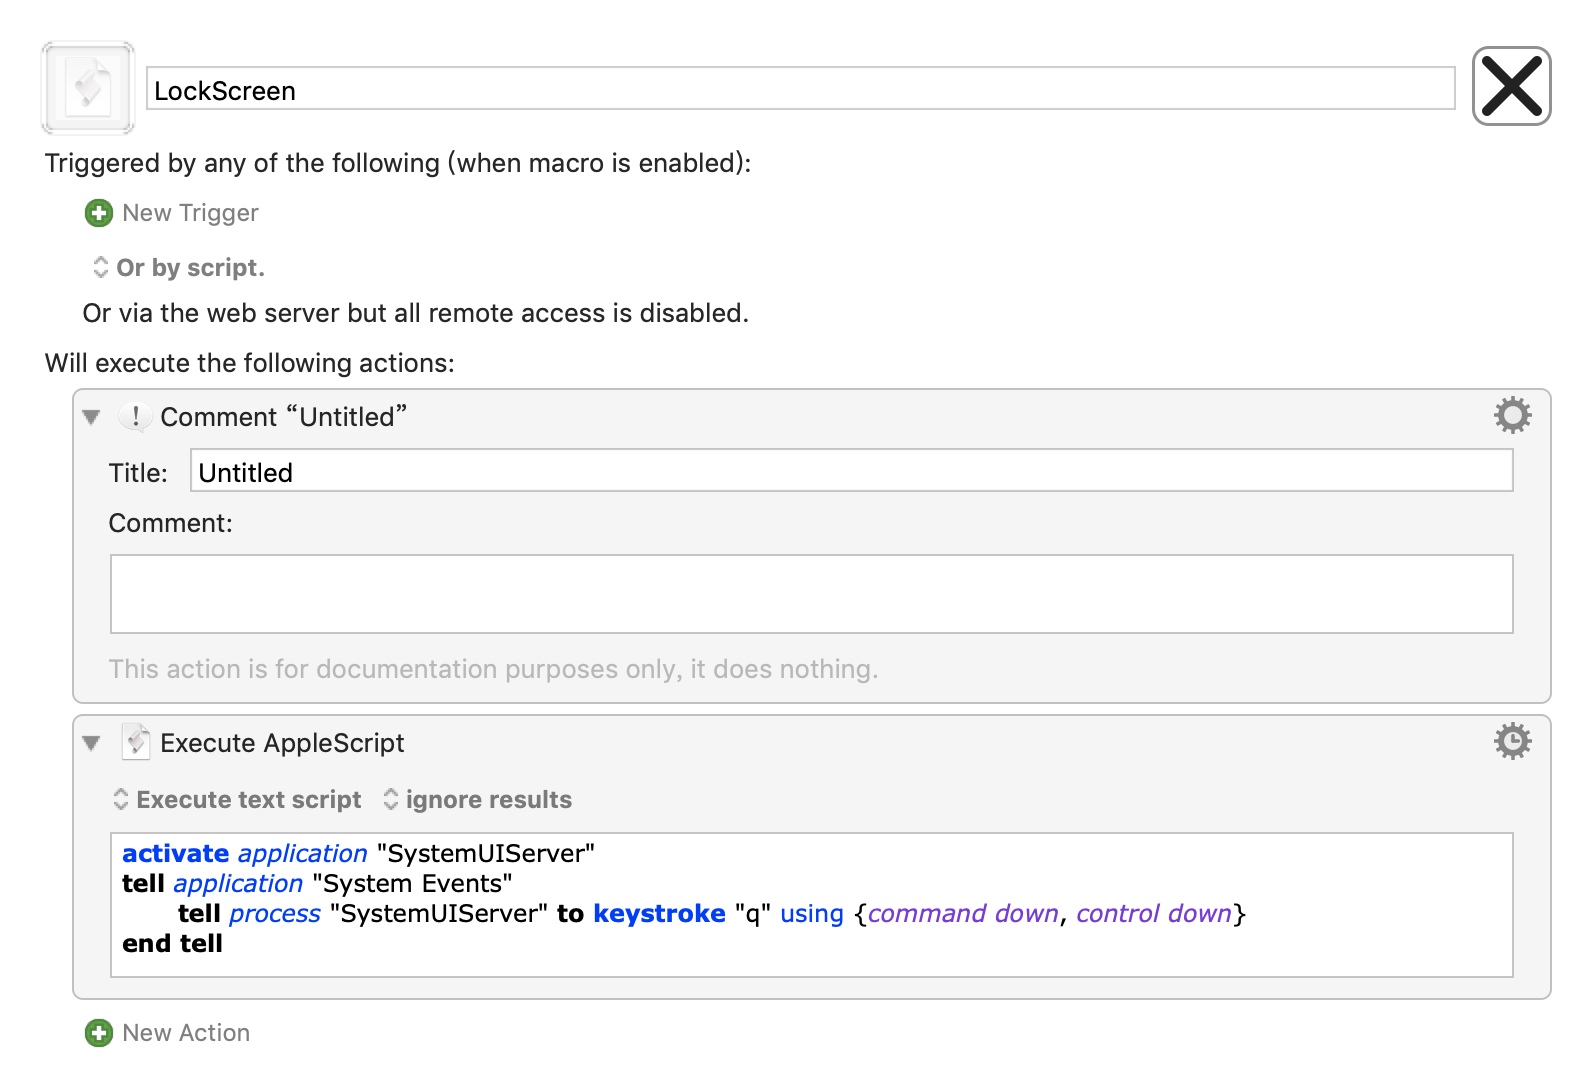 LockScreen
Triggered by any of the following (when macro is enabled):
New Trigger
Or by script.
Or via the web server but all remote access is disabled.
Will execute the following actions:
Comment “Untitled”
Title: Untitled
Comment:
This action is for documentation purposes only, it does nothing.
Execute AppleScript
Execute text script ignore results
activate application "SystemUIServer"
tell application "System Events"
tell process "SystemUIServer" to keystroke "q" using {command down, control down}
end tell
New Action